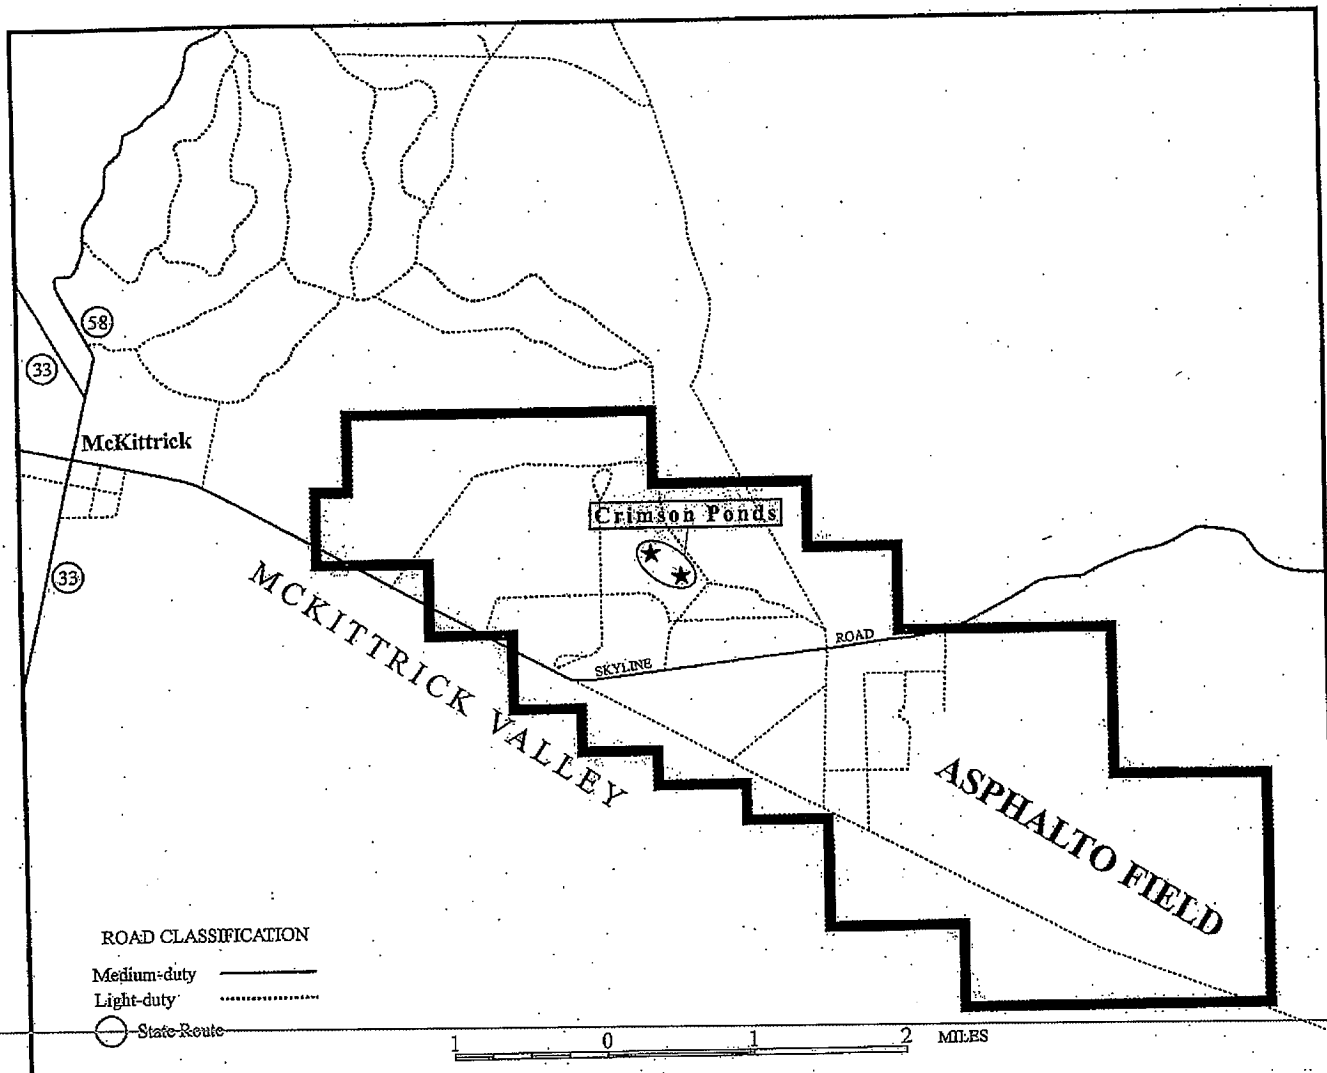 58
33
McKittrick
Crimson Ponds
33
MCKITTRICK VALLEY
SKYLINE ROAD
ASPHALTO FIELD
ROAD CLASSIFICATION
Medium-duty
Light-duty
State Route
1 0 1 2 MILES